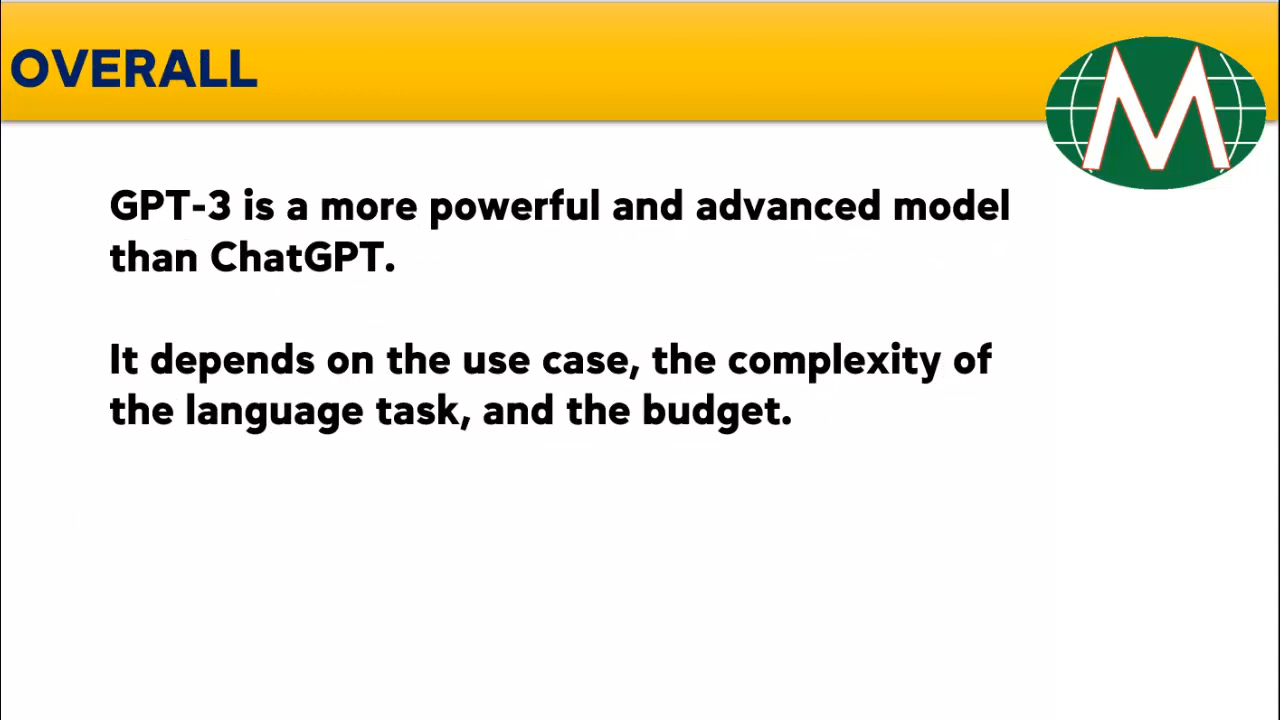 OVERALL
M
GPT-3 is a more powerful and advanced model
than ChatGPT.
It depends on the use case, the complexity of
the language task, and the budget.